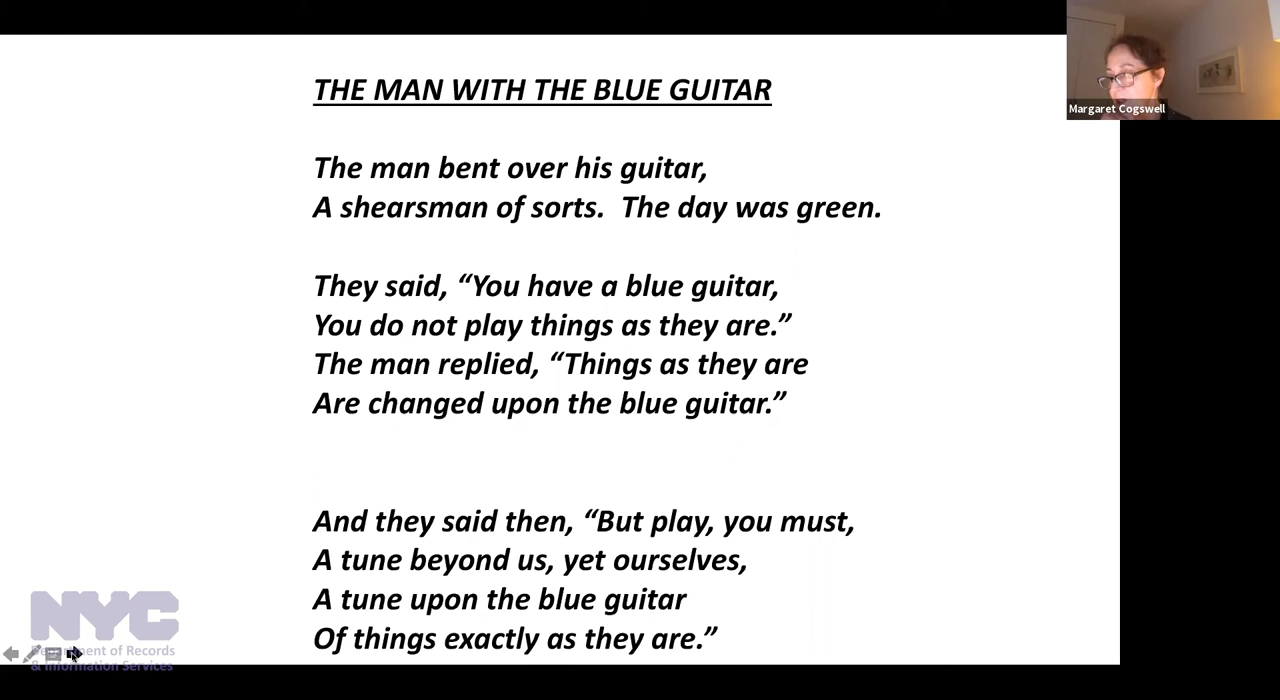 THE MAN WITH THE BLUE GUITAR
The man bent over his guitar,
A shearsman of sorts.  The day was green.
They said, “You have a blue guitar,
You do not play things as they are.”
The man replied, “Things as they are
Are changed upon the blue guitar.”
And they said then, “But play, you must,
A tune beyond us, yet ourselves,
A tune upon the blue guitar
Of things exactly as they are.”
Margaret Cogswell
NYC
Department of Records
& Information Services